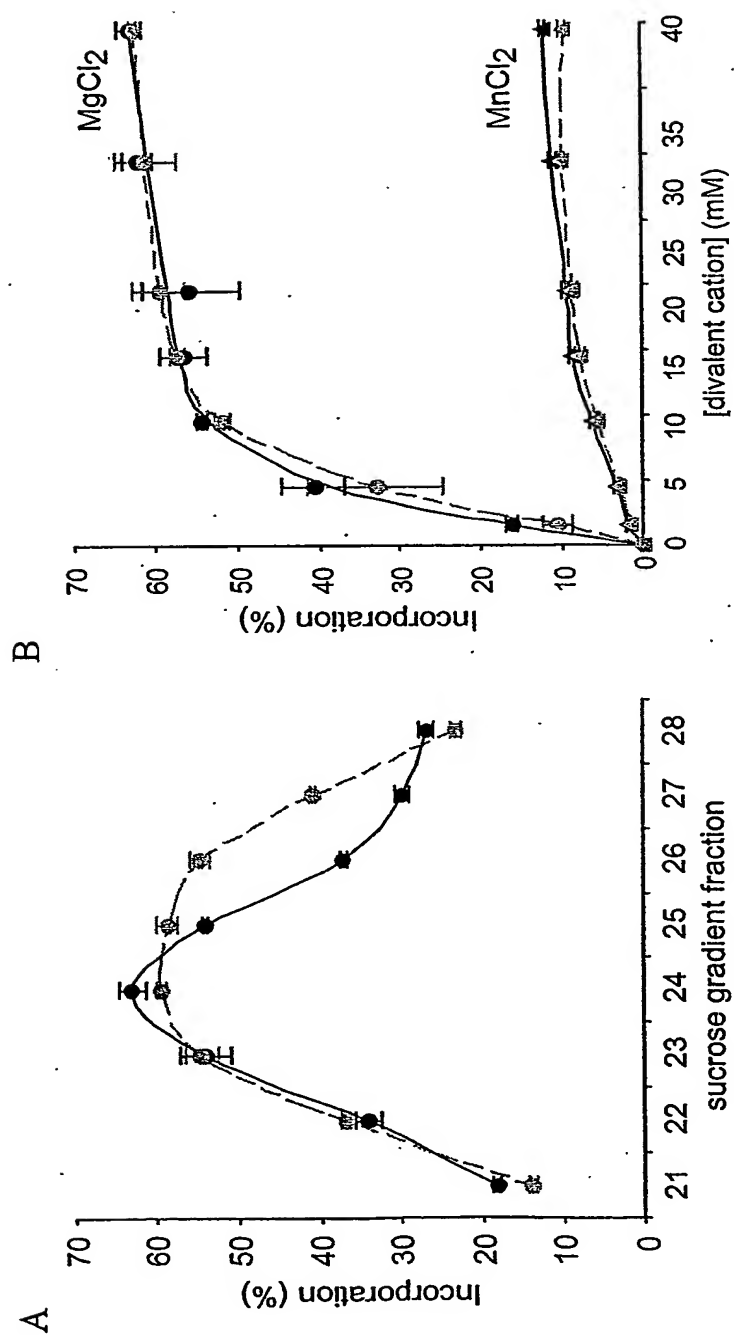 A
Incorporation (%)
70
60
50
40
30
20
10
0
21 22 23 24 25 26 27 28
sucrose gradient fraction
B
Incorporation (%)
70
60
50
40
30
20
10
0
MgCl2
MnCl2
0 5 10 15 20 25 30 35 40
[divalent cation] (mM)